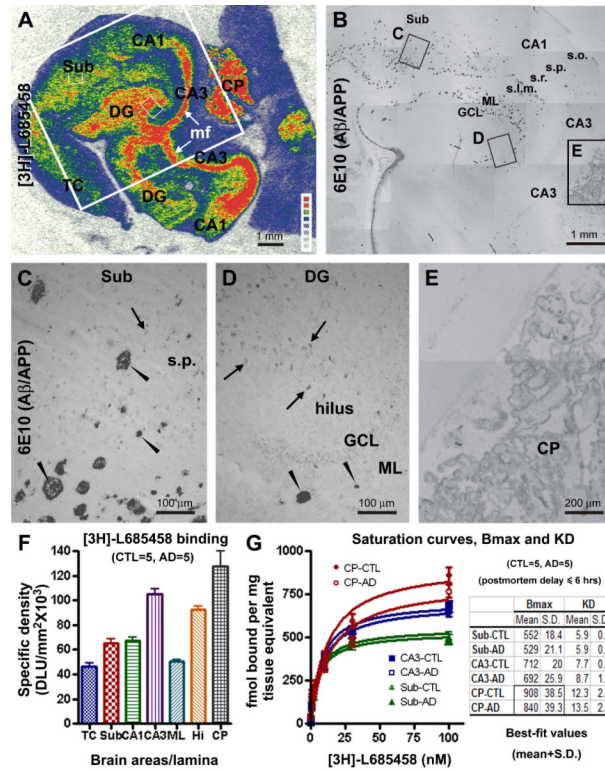 A
Sub
CA1
CP
DG
CA3
mf
CA3
TC
DG
CA1
[3H]-L685458
1 mm
B
Sub
C
CA1
s.o.
s.p.
s.r.
s.l.m.
ML
GCL
CA3
D
E
CA3
6E10 (Aβ/APP)
1 mm
C
Sub
s.p.
6E10 (Aβ/APP)
100 μm
D
DG
hilus
GCL
ML
100 μm
E
CP
200 μm
F
[3H]-L685458 binding
(CTL=5, AD=5)
Specific density
(DLU/mm²X10³)
140
120
100
80
60
40
20
0
TC Sub CA1 CA3 ML Hi CP
Brain areas/lamina
G
Saturation curves, Bmax and KD
fmol bound per mg
tissue equivalent
1000
750
500
250
0
0 25 50 75 100
[3H]-L685458 (nM)
CP-CTL
CP-AD
CA3-CTL
CA3-AD
Sub-CTL
Sub-AD
(CTL=5, AD=5)
(postmortem delay ⩽ 6 hrs)
Bmax KD
Mean S.D. Mean S.D.
Sub-CTL 552 18.4 5.9 0.
Sub-AD 529 21.1 5.9 0.
CA3-CTL 712 20 7.7 0.
CA3-AD 692 25.9 8.7 1.
CP-CTL 908 38.5 12.3 2.
CP-AD 840 39.3 13.5 2.
Best-fit values
(mean+S.D.)